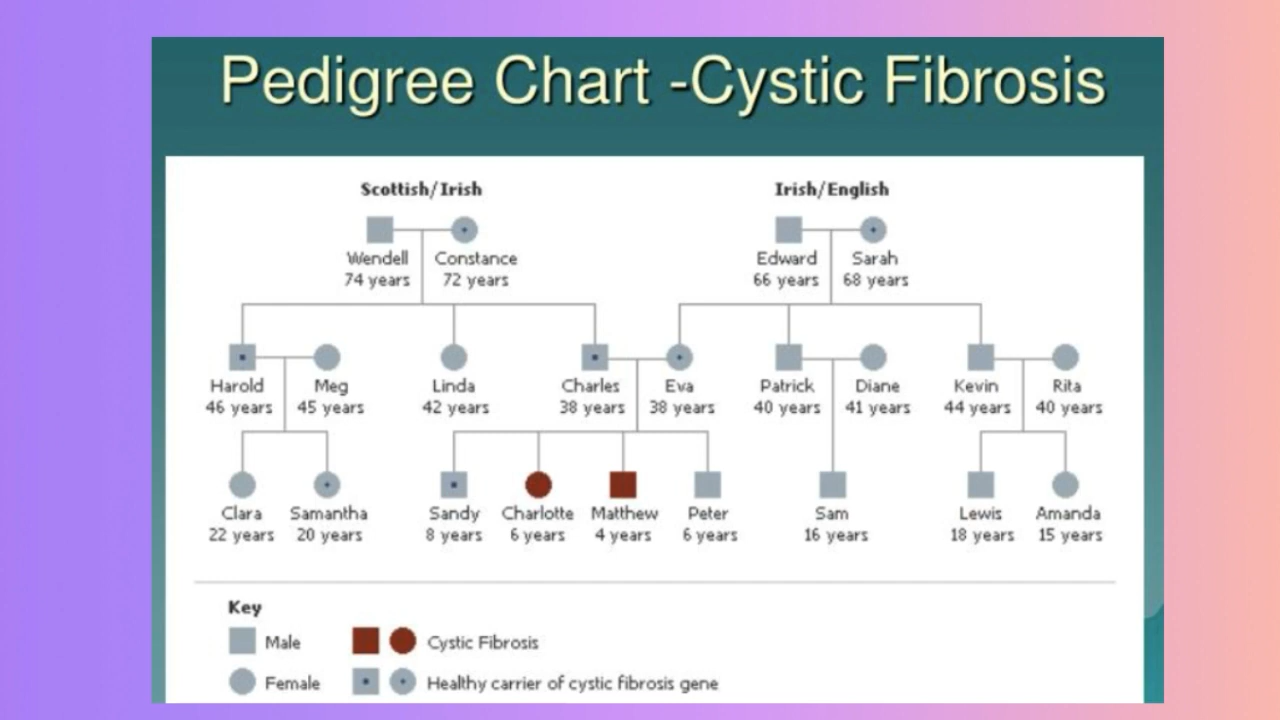 Pedigree Chart -Cystic Fibrosis
Scottish/Irish
Irish/English
Wendell Constance Edward Sarah
74 years 72 years 66 years 68 years
Harold Meg Linda Charles Eva Patrick Diane Kevin Rita
46 years 45 years 42 years 38 years 38 years 40 years 41 years 44 years 40 years
Clara Samantha Sandy Charlotte Matthew Peter Sam Lewis Amanda
22 years 20 years 8 years 6 years 4 years 6 years 16 years 18 years 15 years
Key
Male Cystic Fibrosis
Female Healthy carrier of cystic fibrosis gene